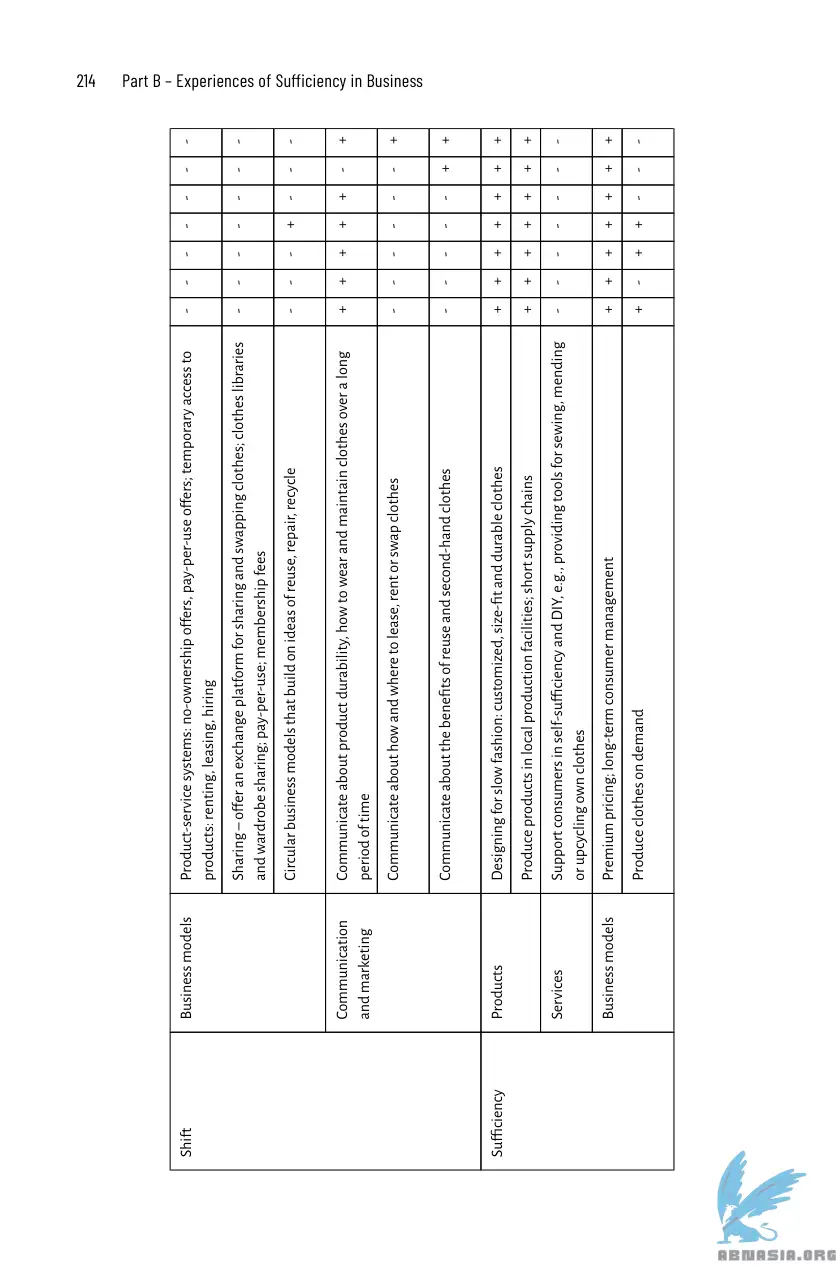 214 Part B – Experiences of Sufficiency in Business
Shift Business models Product-service systems: no-ownership offers, pay-per-use offers; temporary access to - - - - - - -
products: renting, leasing, hiring
Sharing – offer an exchange platform for sharing and swapping clothes; clothes libraries - - - - - - -
and wardrobe sharing; pay-per-use; membership fees
Circular business models that build on ideas of reuse, repair, recycle - - - + - - -
Communication Communicate about product durability, how to wear and maintain clothes over a long + + + + + - +
and marketing period of time
Communicate about how and where to lease, rent or swap clothes - - - - - - +
Communicate about the benefits of reuse and second-hand clothes - - - - - + +
Sufficiency Products Designing for slow fashion: customized, size-fit and durable clothes + + + + + + +
Produce products in local production facilities; short supply chains + + + + + + +
Services Support consumers in self-sufficiency and DIY, e.g., providing tools for sewing, mending - - - - - - -
or upcycling own clothes
Business models Premium pricing; long-term consumer management + + + + + + +
Produce clothes on demand + - + + - - -
ABNASIA.ORG